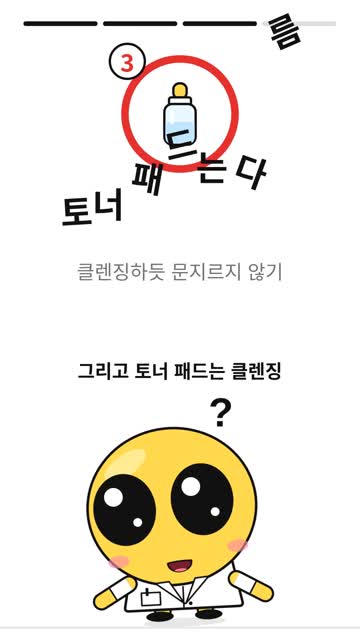 3
토너 패드는 다름
클렌징하듯 문지르지 않기
그리고 토너 패드는 클렌징
?